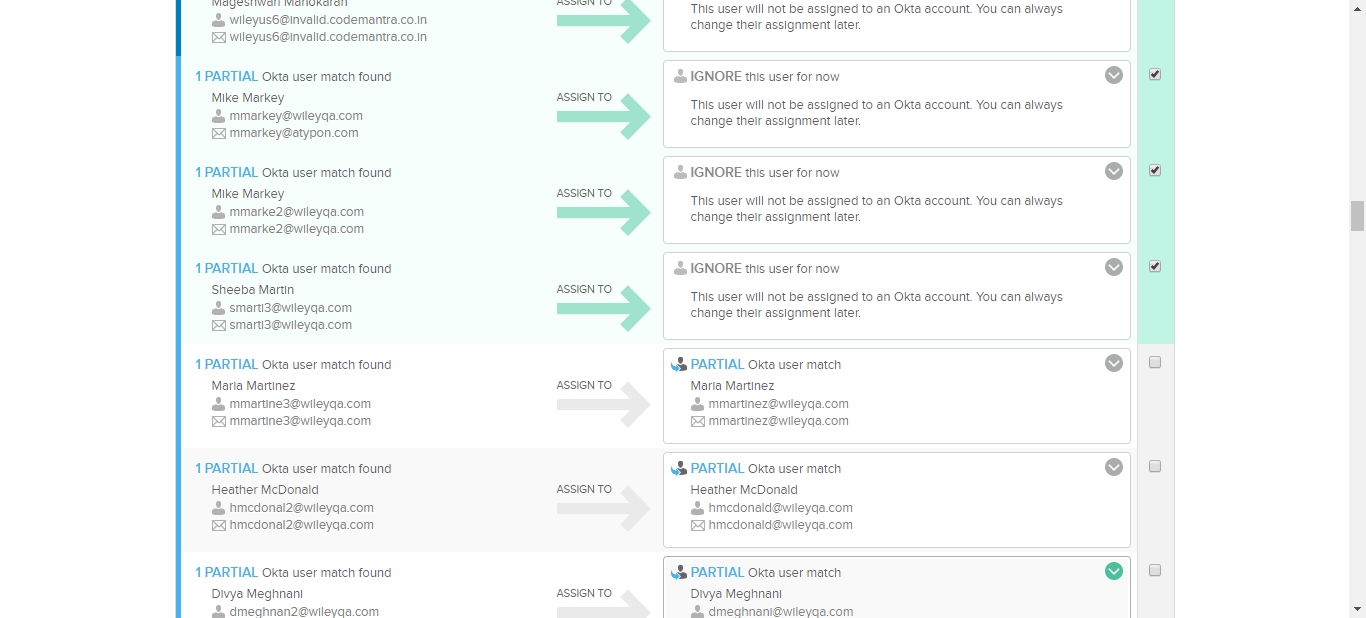 Mageshwari Manokaran
ASSIGN TO
wileyus6@invalid.codemantra.co.in
wileyus6@invalid.codemantra.co.in
This user will not be assigned to an Okta account. You can always
change their assignment later.
1 PARTIAL Okta user match found
Mike Markey
mmarkey@wileyqa.com
mmarkey@atypon.com
ASSIGN TO
IGNORE this user for now
This user will not be assigned to an Okta account. You can always
change their assignment later.
1 PARTIAL Okta user match found
Mike Markey
mmarke2@wileyqa.com
mmarke2@wileyqa.com
ASSIGN TO
IGNORE this user for now
This user will not be assigned to an Okta account. You can always
change their assignment later.
1 PARTIAL Okta user match found
Sheeba Martin
smarti3@wileyqa.com
smarti3@wileyqa.com
ASSIGN TO
IGNORE this user for now
This user will not be assigned to an Okta account. You can always
change their assignment later.
1 PARTIAL Okta user match found
Maria Martinez
mmartine3@wileyqa.com
mmartine3@wileyqa.com
ASSIGN TO
PARTIAL Okta user match
Maria Martinez
mmartinez@wileyqa.com
mmartinez@wileyqa.com
1 PARTIAL Okta user match found
Heather McDonald
hmcdonal2@wileyqa.com
hmcdonal2@wileyqa.com
ASSIGN TO
PARTIAL Okta user match
Heather McDonald
hmcdonald@wileyqa.com
hmcdonald@wileyqa.com
1 PARTIAL Okta user match found
Divya Meghnani
dmeghnan2@wileyqa.com
ASSIGN TO
PARTIAL Okta user match
Divya Meghnani
dmeghnani@wileyqa.com